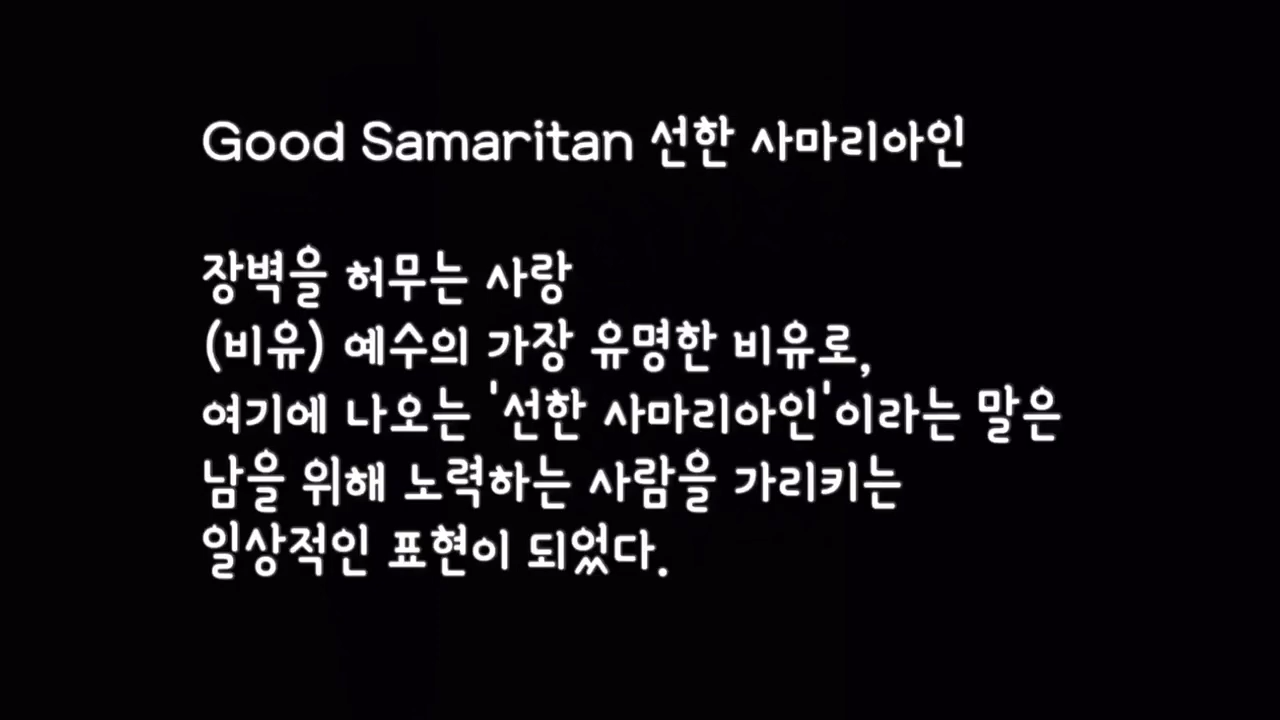 Good Samaritan 선한 사마리아인
장벽을 허무는 사랑
(비유) 예수의 가장 유명한 비유로,
여기에 나오는 '선한 사마리아인'이라는 말은
남을 위해 노력하는 사람을 가리키는
일상적인 표현이 되었다.